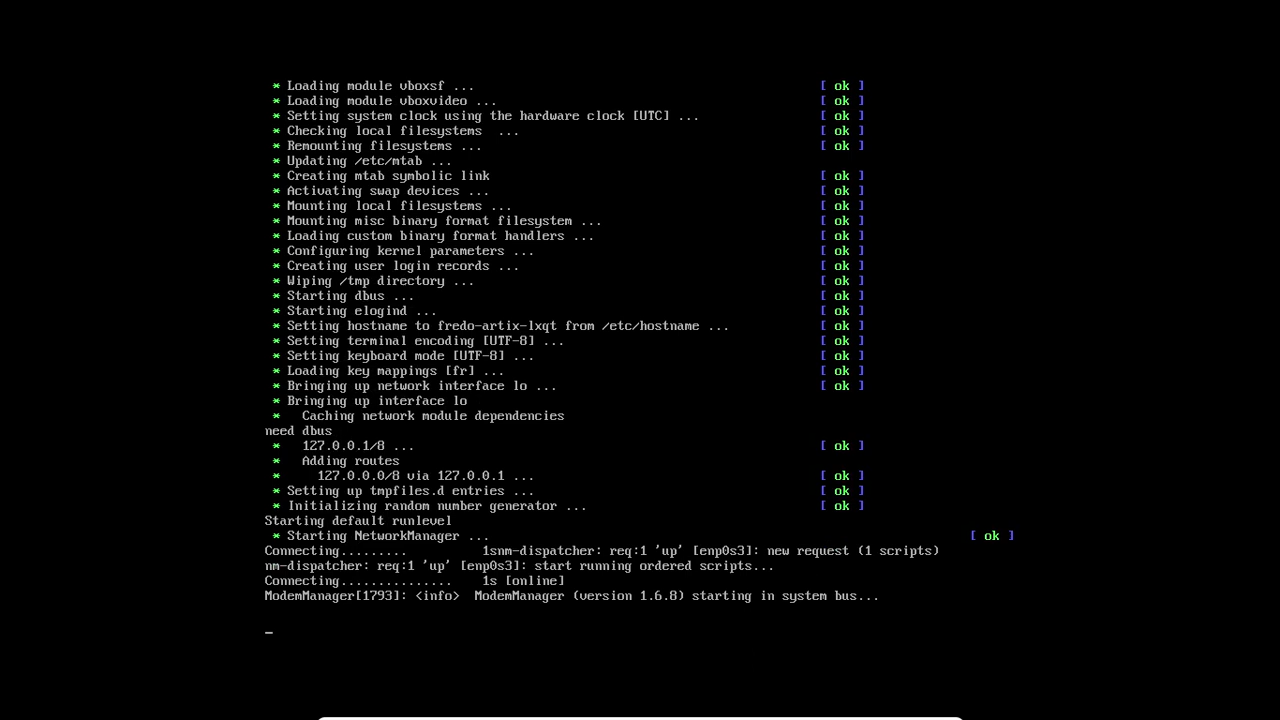 * Loading module vboxsf ... [ ok ]
* Loading module vboxvideo ... [ ok ]
* Setting system clock using the hardware clock [UTC] ... [ ok ]
* Checking local filesystems  ... [ ok ]
* Remounting filesystems ... [ ok ]
* Updating /etc/mtab ...
* Creating mtab symbolic link [ ok ]
* Activating swap devices ... [ ok ]
* Mounting local filesystems ... [ ok ]
* Mounting misc binary format filesystem ... [ ok ]
* Loading custom binary format handlers ... [ ok ]
* Configuring kernel parameters ... [ ok ]
* Creating user login records ... [ ok ]
* Wiping /tmp directory ... [ ok ]
* Starting dbus ... [ ok ]
* Starting elogind ... [ ok ]
* Setting hostname to fredo-artix-lxqt from /etc/hostname ... [ ok ]
* Setting terminal encoding [UTF-8] ... [ ok ]
* Setting keyboard mode [UTF-8] ... [ ok ]
* Loading key mappings [fr] ... [ ok ]
* Bringing up network interface lo ... [ ok ]
* Bringing up interface lo
*   Caching network module dependencies
need dbus
*   127.0.0.1/8 ... [ ok ]
*   Adding routes
*     127.0.0.0/8 via 127.0.0.1 ... [ ok ]
* Setting up tmpfiles.d entries ... [ ok ]
* Initializing random number generator ... [ ok ]
Starting default runlevel
* Starting NetworkManager ... [ ok ]
Connecting.........          1snm-dispatcher: req:1 'up' [enp0s3]: new request (1 scripts)
nm-dispatcher: req:1 'up' [enp0s3]: start running ordered scripts...
Connecting...............    1s [online]
ModemManager[1793]: <info>  ModemManager (version 1.6.8) starting in system bus...
_